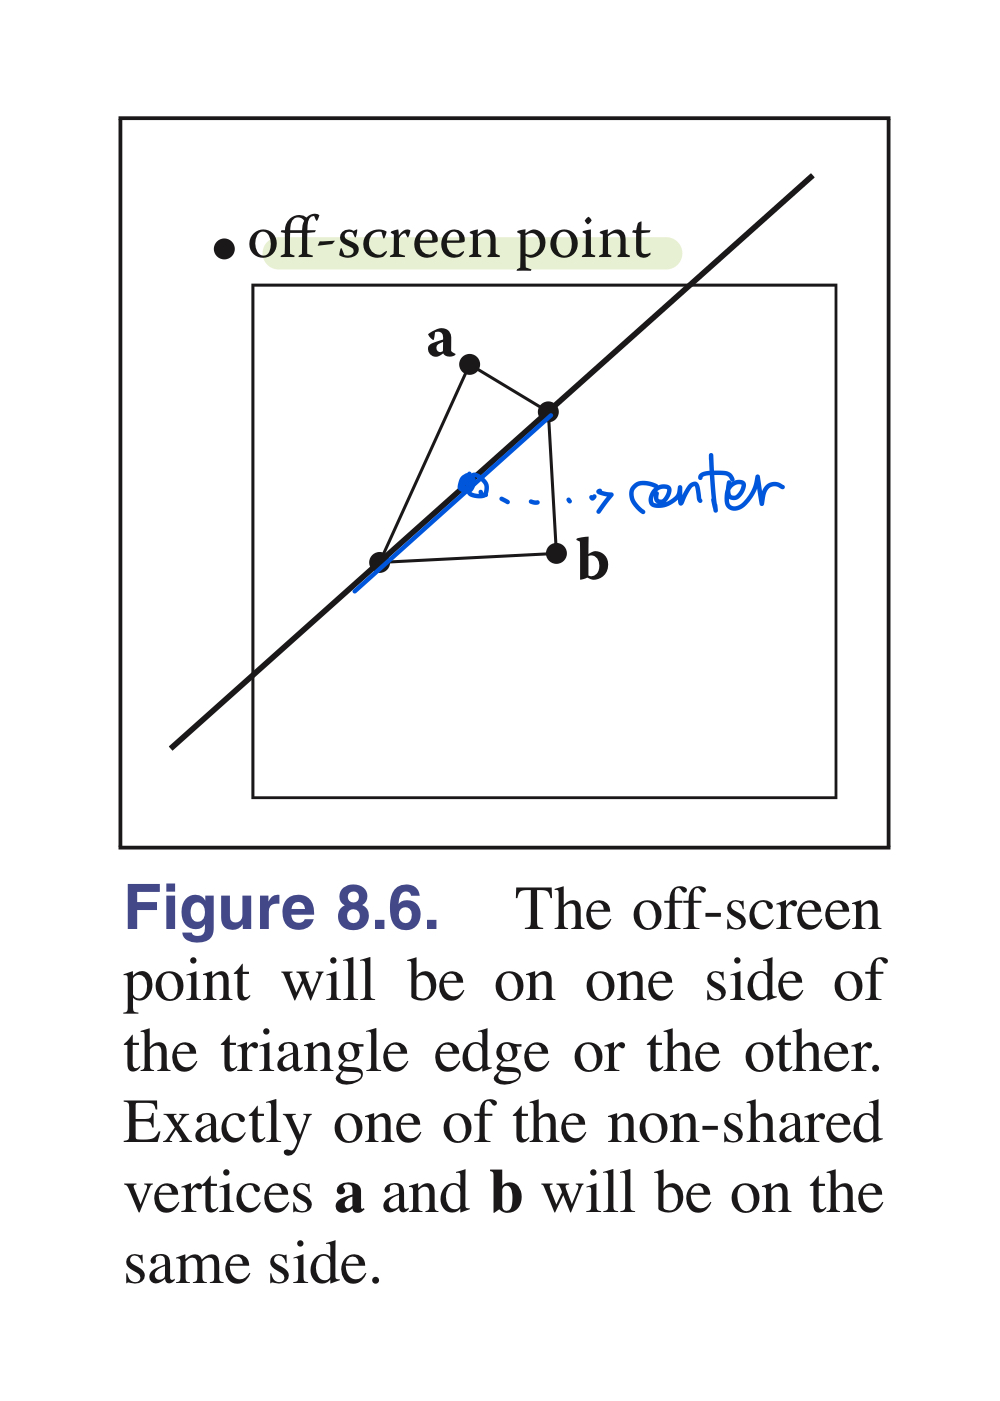 off-screen point
a
center
b
Figure 8.6. The off-screen
point will be on one side of
the triangle edge or the other.
Exactly one of the non-shared
vertices a and b will be on the
same side.